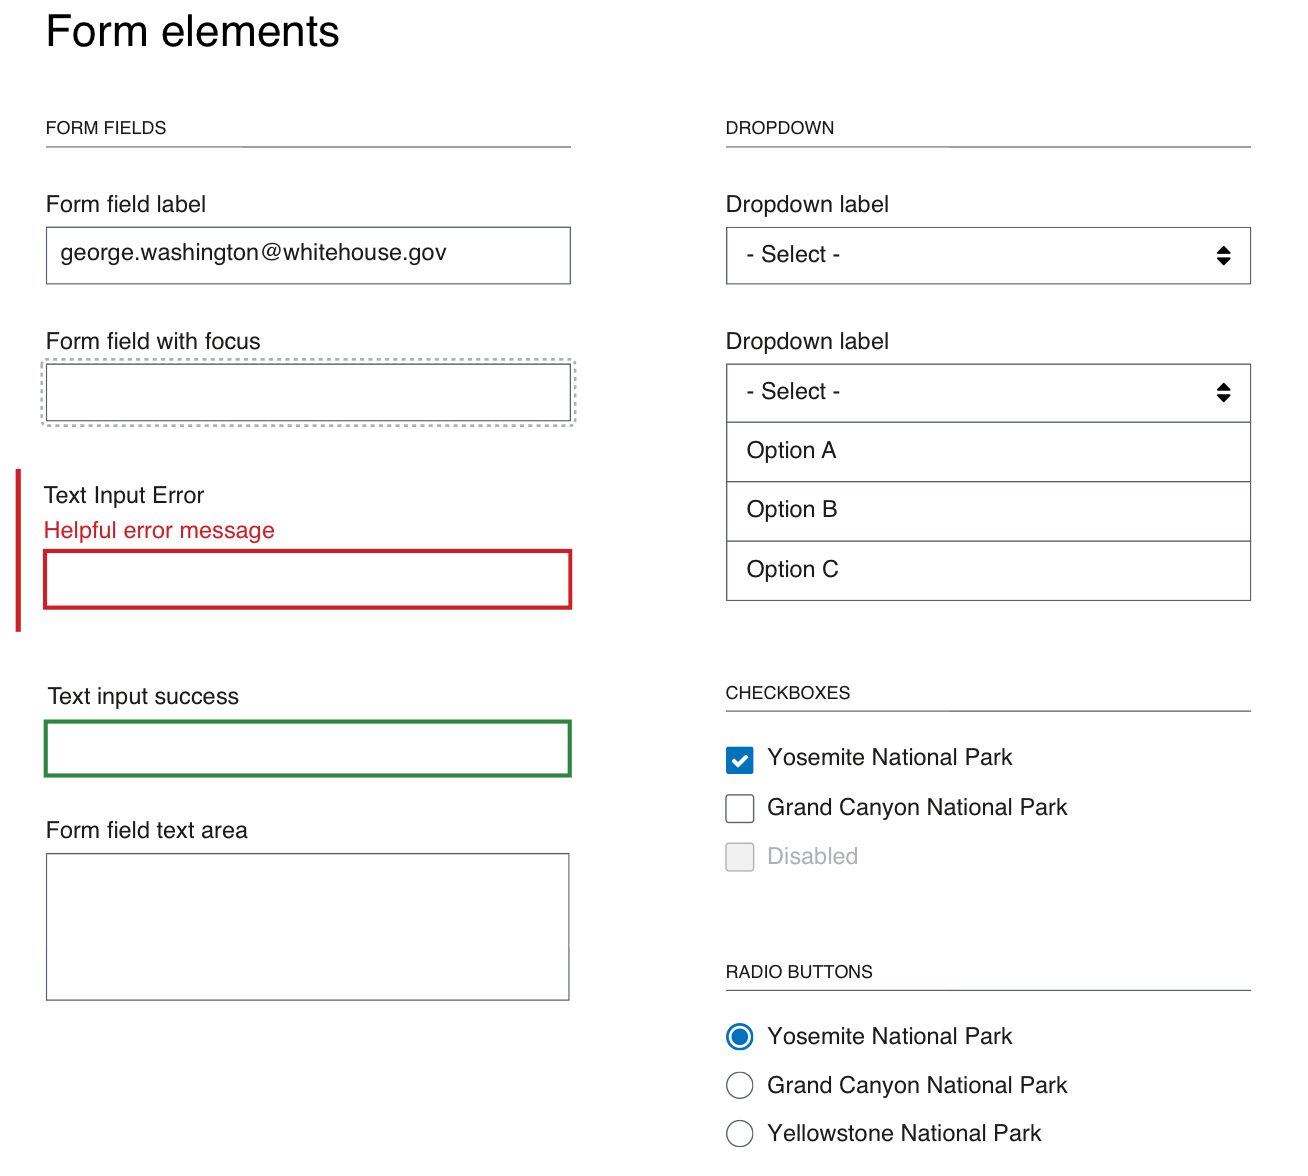 Form elements
FORM FIELDS
Form field label
george.washington@whitehouse.gov
Form field with focus
Text Input Error
Helpful error message
Text input success
Form field text area
DROPDOWN
Dropdown label
- Select -
Dropdown label
- Select -
Option A
Option B
Option C
CHECKBOXES
Yosemite National Park
Grand Canyon National Park
Disabled
RADIO BUTTONS
Yosemite National Park
Grand Canyon National Park
Yellowstone National Park